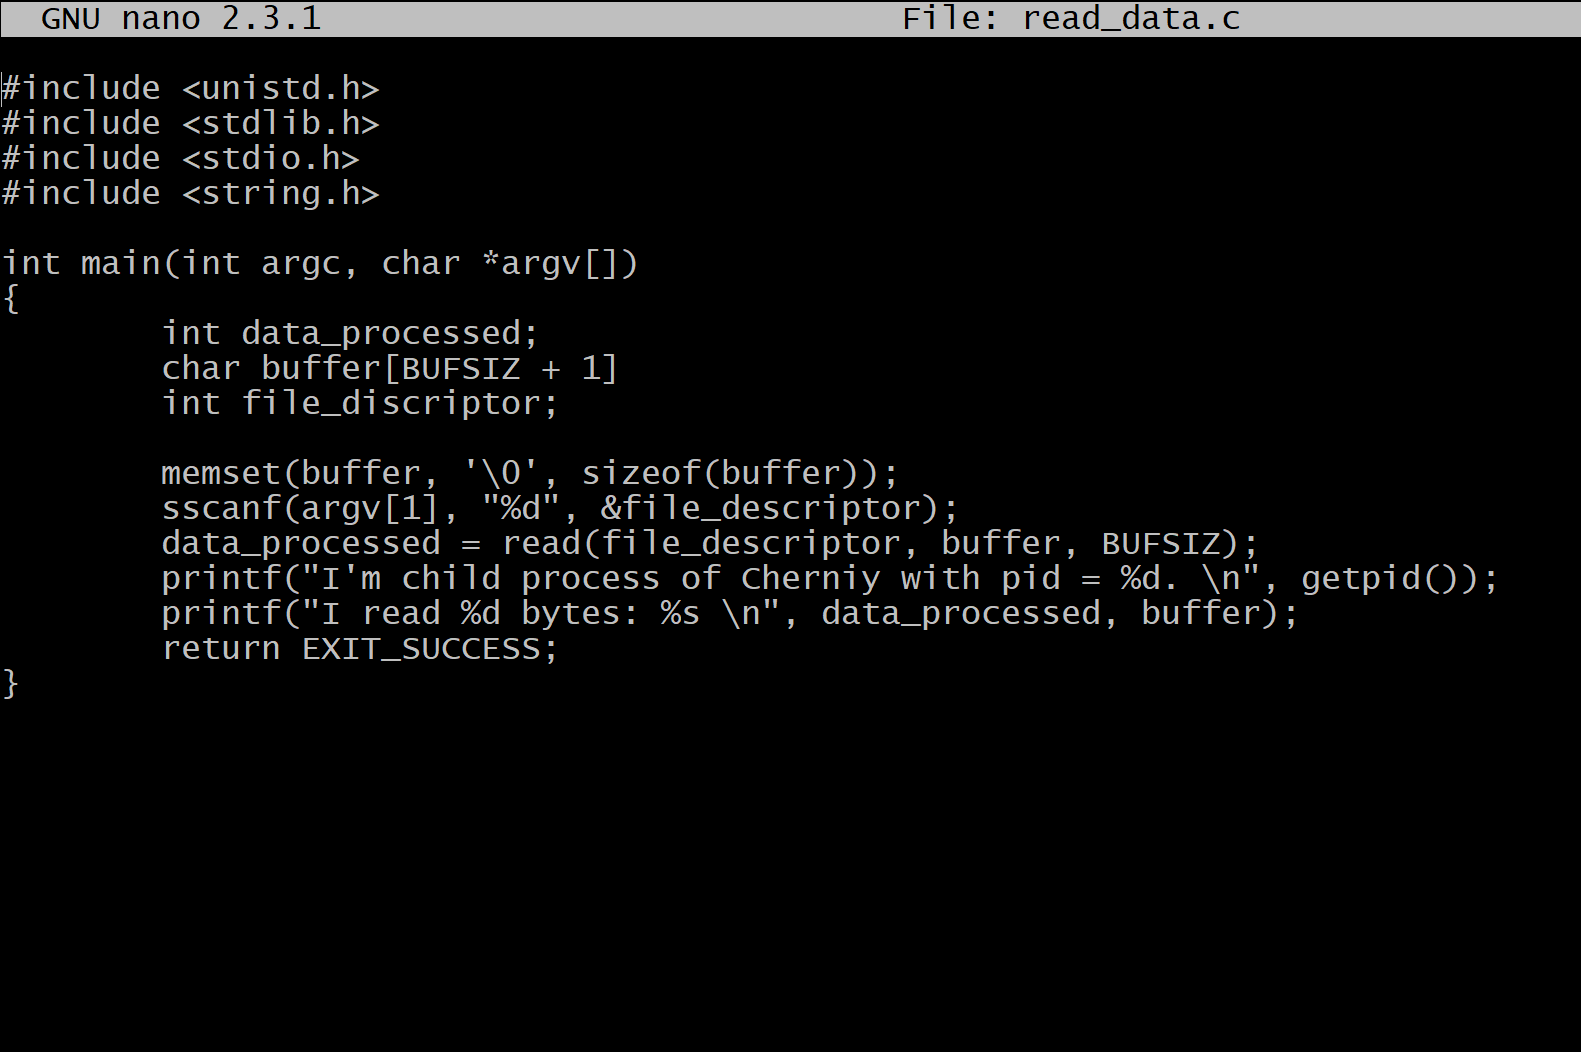 GNU nano 2.3.1 File: read_data.c
#include <unistd.h>
#include <stdlib.h>
#include <stdio.h>
#include <string.h>
int main(int argc, char *argv[])
{
int data_processed;
char buffer[BUFSIZ + 1]
int file_discriptor;
memset(buffer, '\0', sizeof(buffer));
sscanf(argv[1], "%d", &file_descriptor);
data_processed = read(file_descriptor, buffer, BUFSIZ);
printf("I'm child process of Cherniy with pid = %d. \n", getpid());
printf("I read %d bytes: %s \n", data_processed, buffer);
return EXIT_SUCCESS;
}